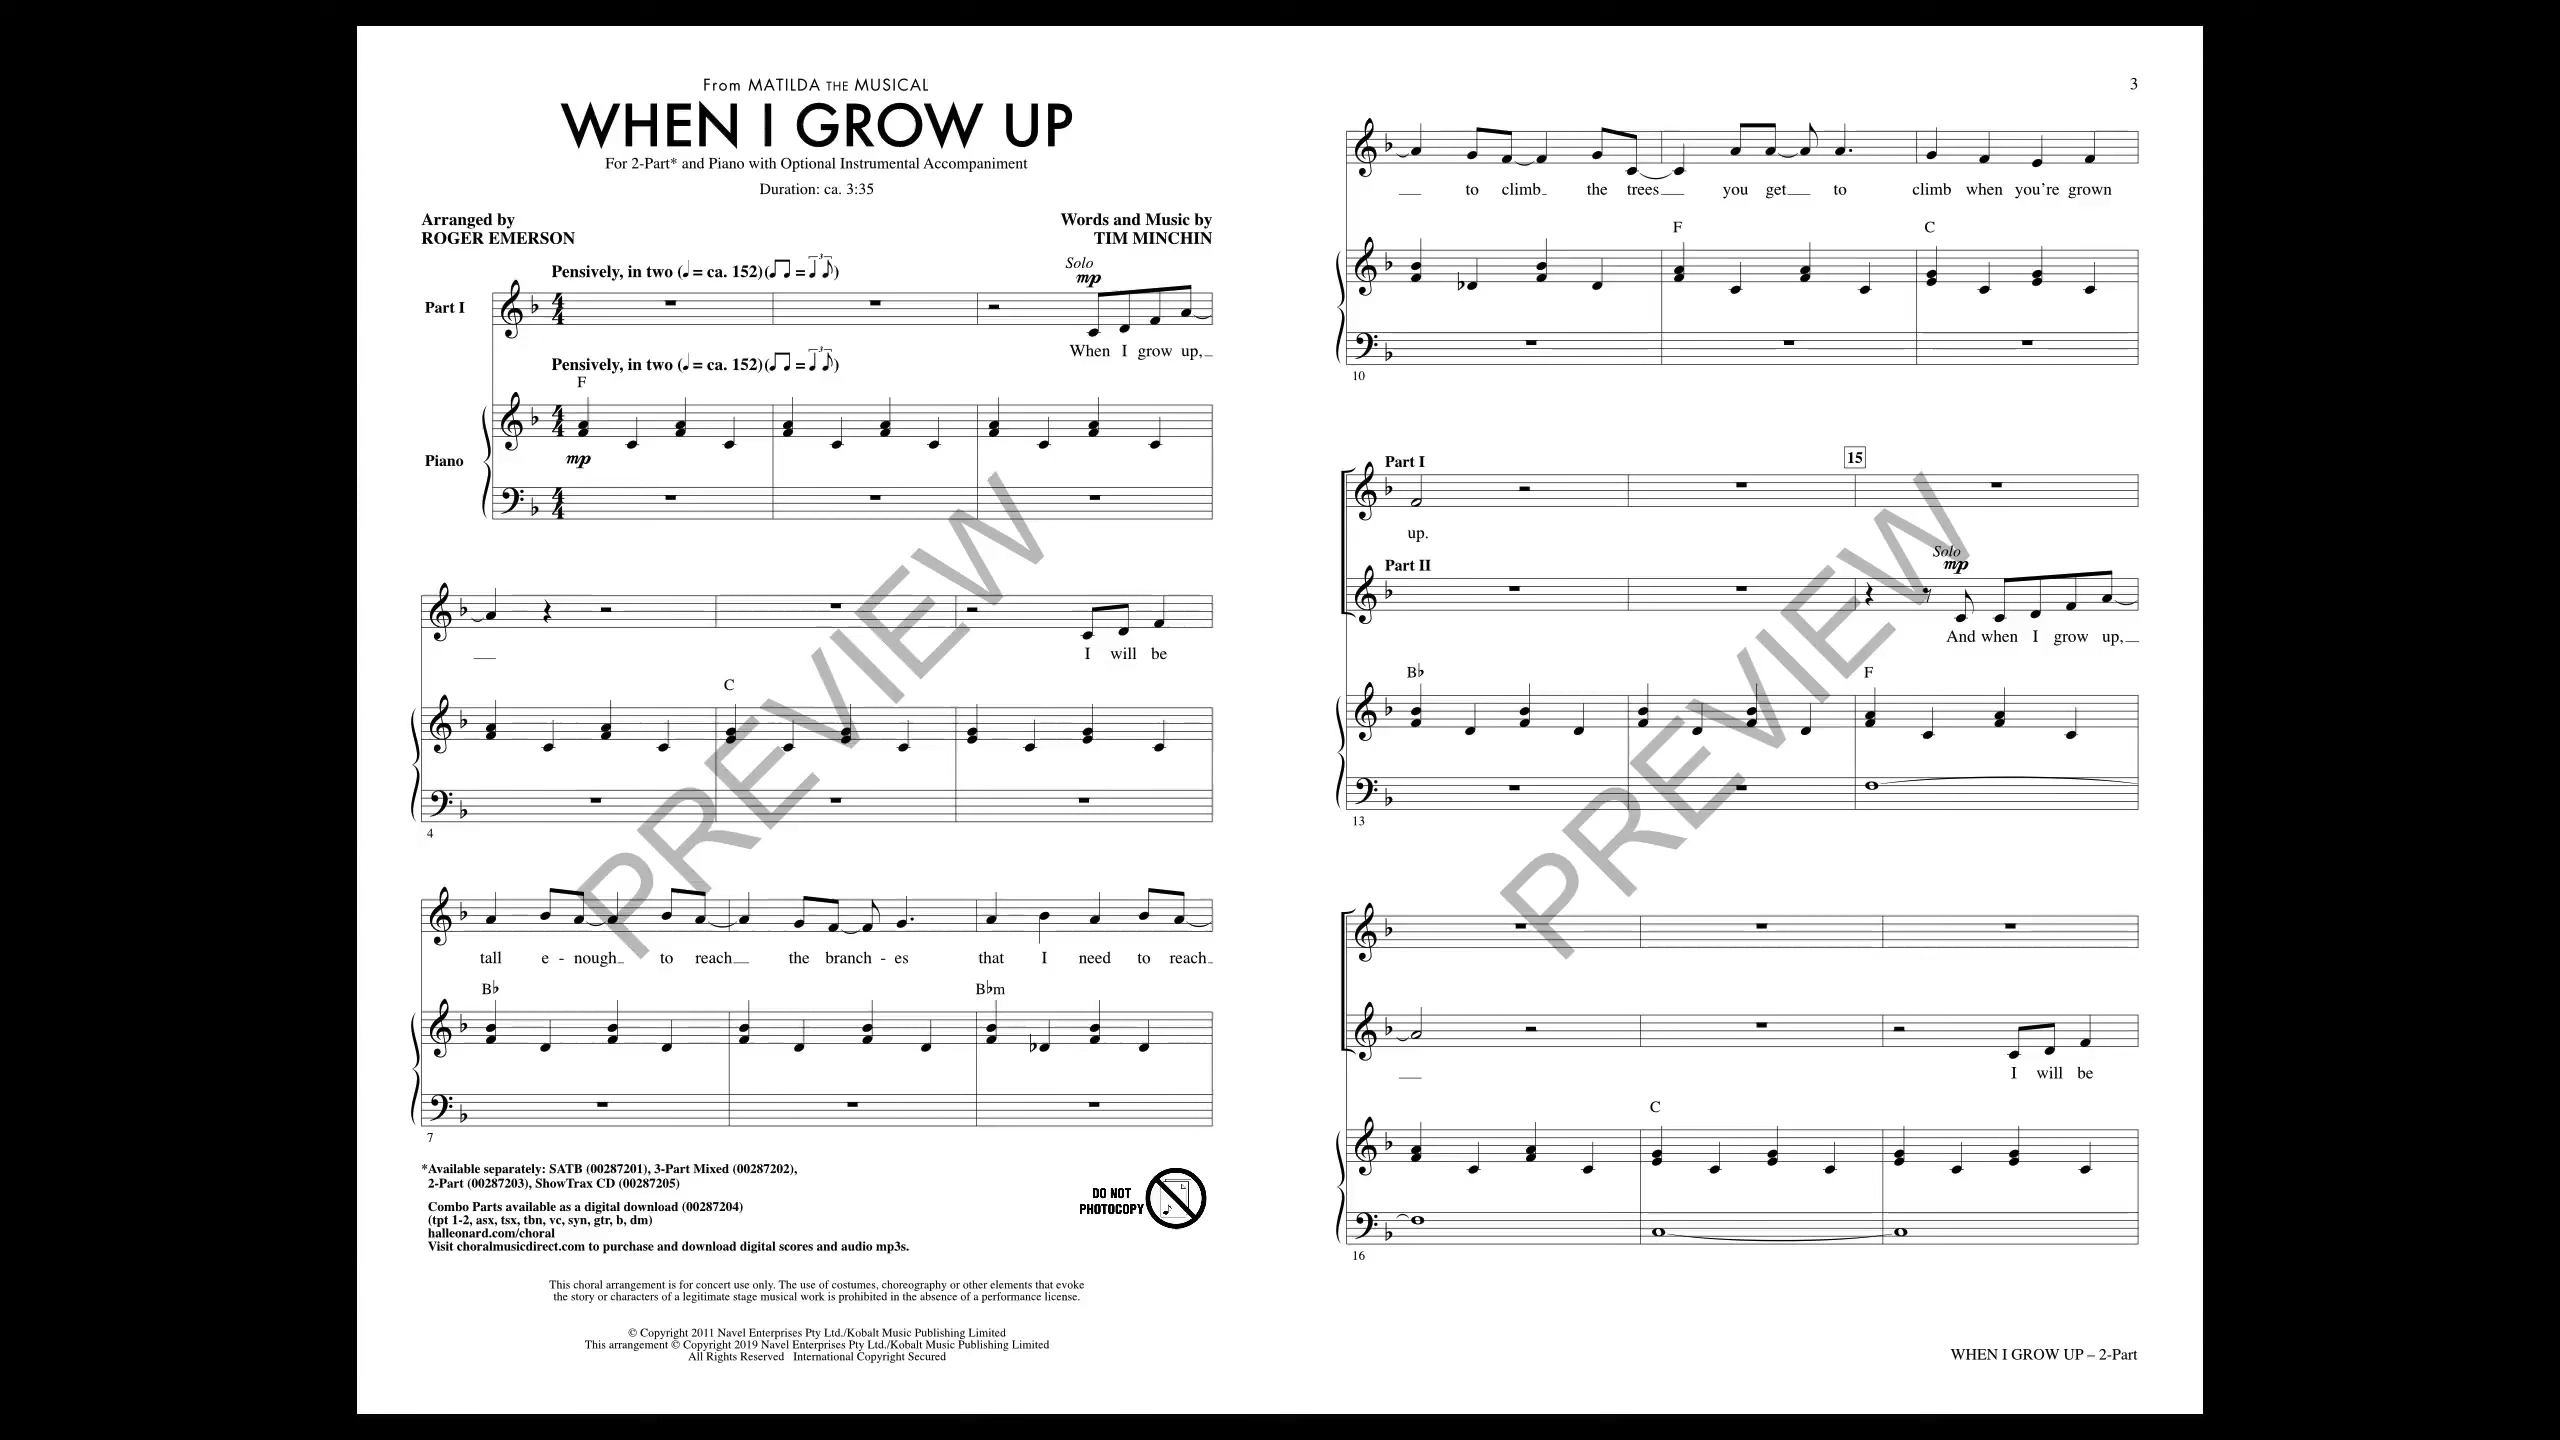 From MATILDA THE MUSICAL
WHEN I GROW UP
For 2-Part* and Piano with Optional Instrumental Accompaniment
Duration: ca. 3:35
Arranged by
ROGER EMERSON
Words and Music by
TIM MINCHIN
Pensively, in two (♩ = ca. 152) (♫ = ♩ ♪ 3)
Solo
mp
Part I
When I grow up,
Pensively, in two (♩ = ca. 152) (♫ = ♩ ♪ 3)
F
Piano
mp
I will be
C
4
tall e - nough to reach the branch - es that I need to reach
B♭ B♭m
7
*Available separately: SATB (00287201), 3-Part Mixed (00287202),
2-Part (00287203), ShowTrax CD (00287205)
Combo Parts available as a digital download (00287204)
(tpt 1-2, asx, tsx, tbn, vc, syn, gtr, b, dm)
halleonard.com/choral
Visit choralmusicdirect.com to purchase and download digital scores and audio mp3s.
DO NOT
PHOTOCOPY
This choral arrangement is for concert use only. The use of costumes, choreography or other elements that evoke
the story or characters of a legitimate stage musical work is prohibited in the absence of a performance license.
© Copyright 2011 Navel Enterprises Pty Ltd./Kobalt Music Publishing Limited
This arrangement © Copyright 2019 Navel Enterprises Pty Ltd./Kobalt Music Publishing Limited
All Rights Reserved International Copyright Secured
PREVIEW
3
to climb the trees you get to climb when you're grown
F C
10
Part I
15
up.
Part II
Solo
mp
And when I grow up,
B♭ F
13
I will be
C
16
WHEN I GROW UP – 2-Part
PREVIEW